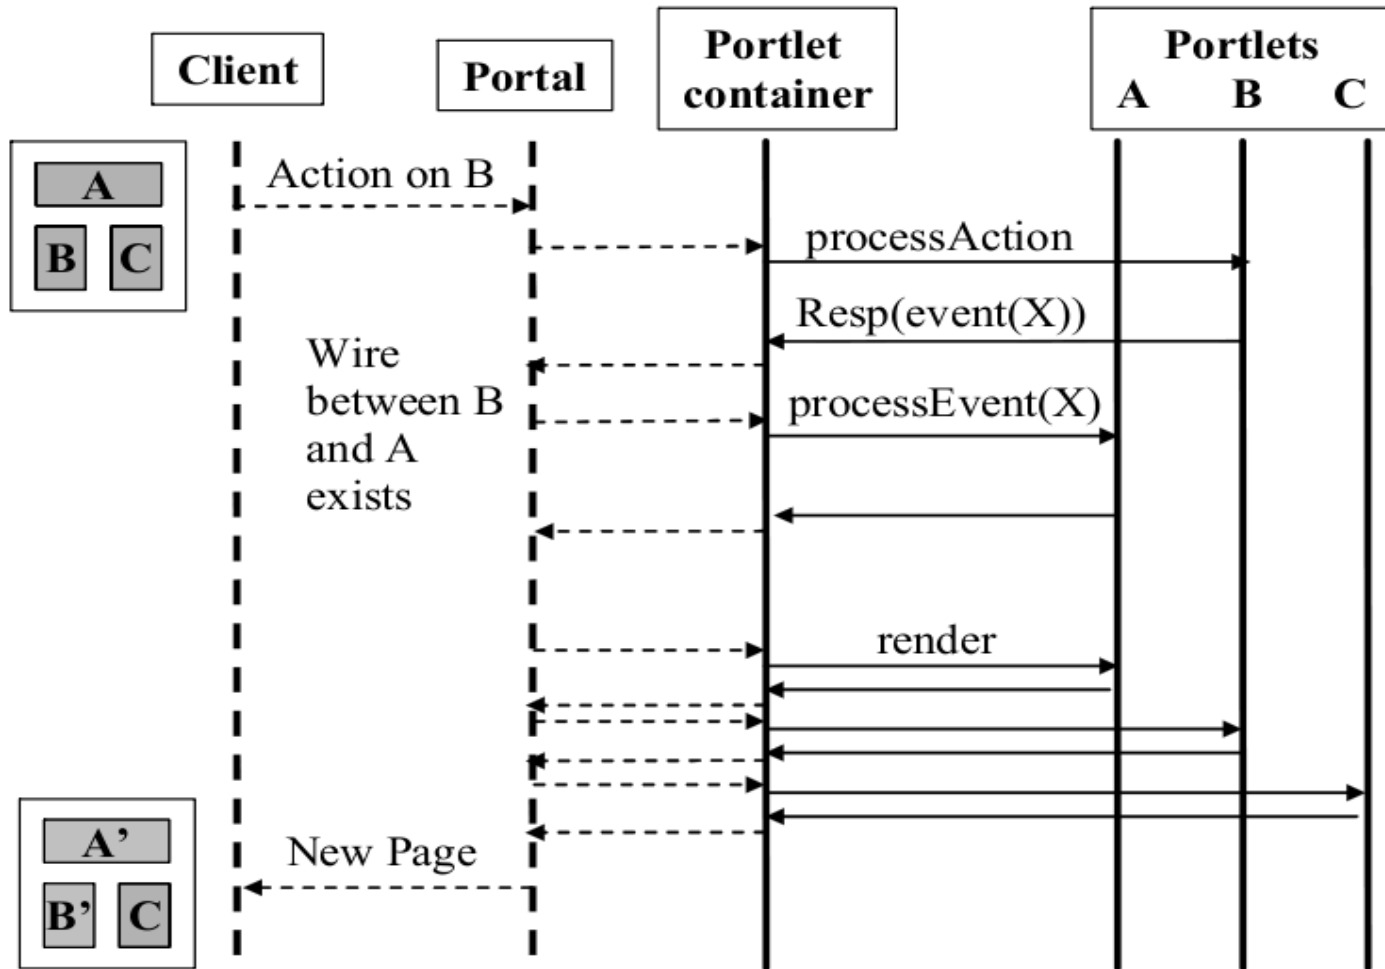 Client
Portal
Portlet
container
Portlets
A B C
A
B C
Action on B
processAction
Resp(event(X))
Wire
between B
and A
exists
processEvent(X)
render
A’
B’ C
New Page